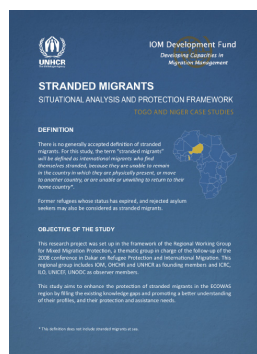 UNHCR
IOM Development Fund
Developing Capacities in
Migration Management
STRANDED MIGRANTS
SITUATIONAL ANALYSIS AND PROTECTION FRAMEWORK
TOGO AND NIGER CASE STUDIES
DEFINITION
There is no generally accepted definition of stranded
migrants. For this study, the term "stranded migrants"
will be defined as international migrants who find
themselves stranded, because they are unable to remain
in the country in which they are physically present, or move
to another country, or are unable or unwilling to return to their
home country*.
Former refugees whose status has expired, and rejected asylum
seekers may also be considered as stranded migrants.
OBJECTIVE OF THE STUDY
This research project was set up in the framework of the Regional Working Group
for Mixed Migration Protection, a thematic group in charge of the follow-up of the
2008 conference in Dakar on Refugee Protection and International Migration. This
regional group includes IOM, OHCHR and UNHCR as founding members and ICRC,
ILO, UNICEF, UNODC as observer members.
This study aims to enhance the protection of stranded migrants in the ECOWAS
region by filling the existing knowledge gaps and promoting a better understanding
of their profiles, and their protection and assistance needs.
* This definition does not include stranded migrants at sea.